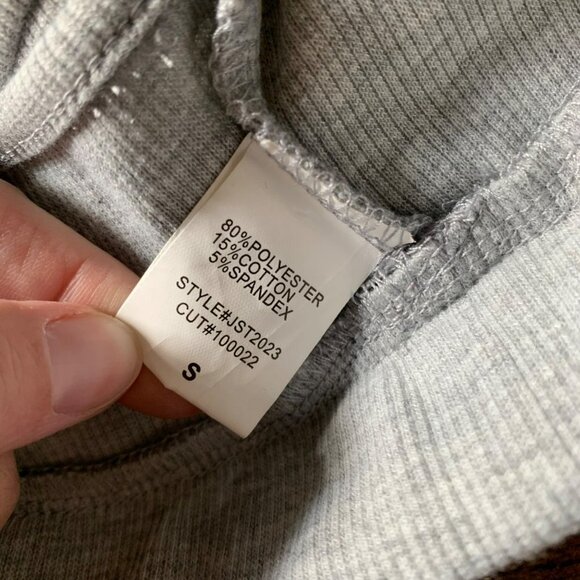 80%POLYESTER
15%COTTON
5%SPANDEX
STYLE#JST2023
CUT#100022
S